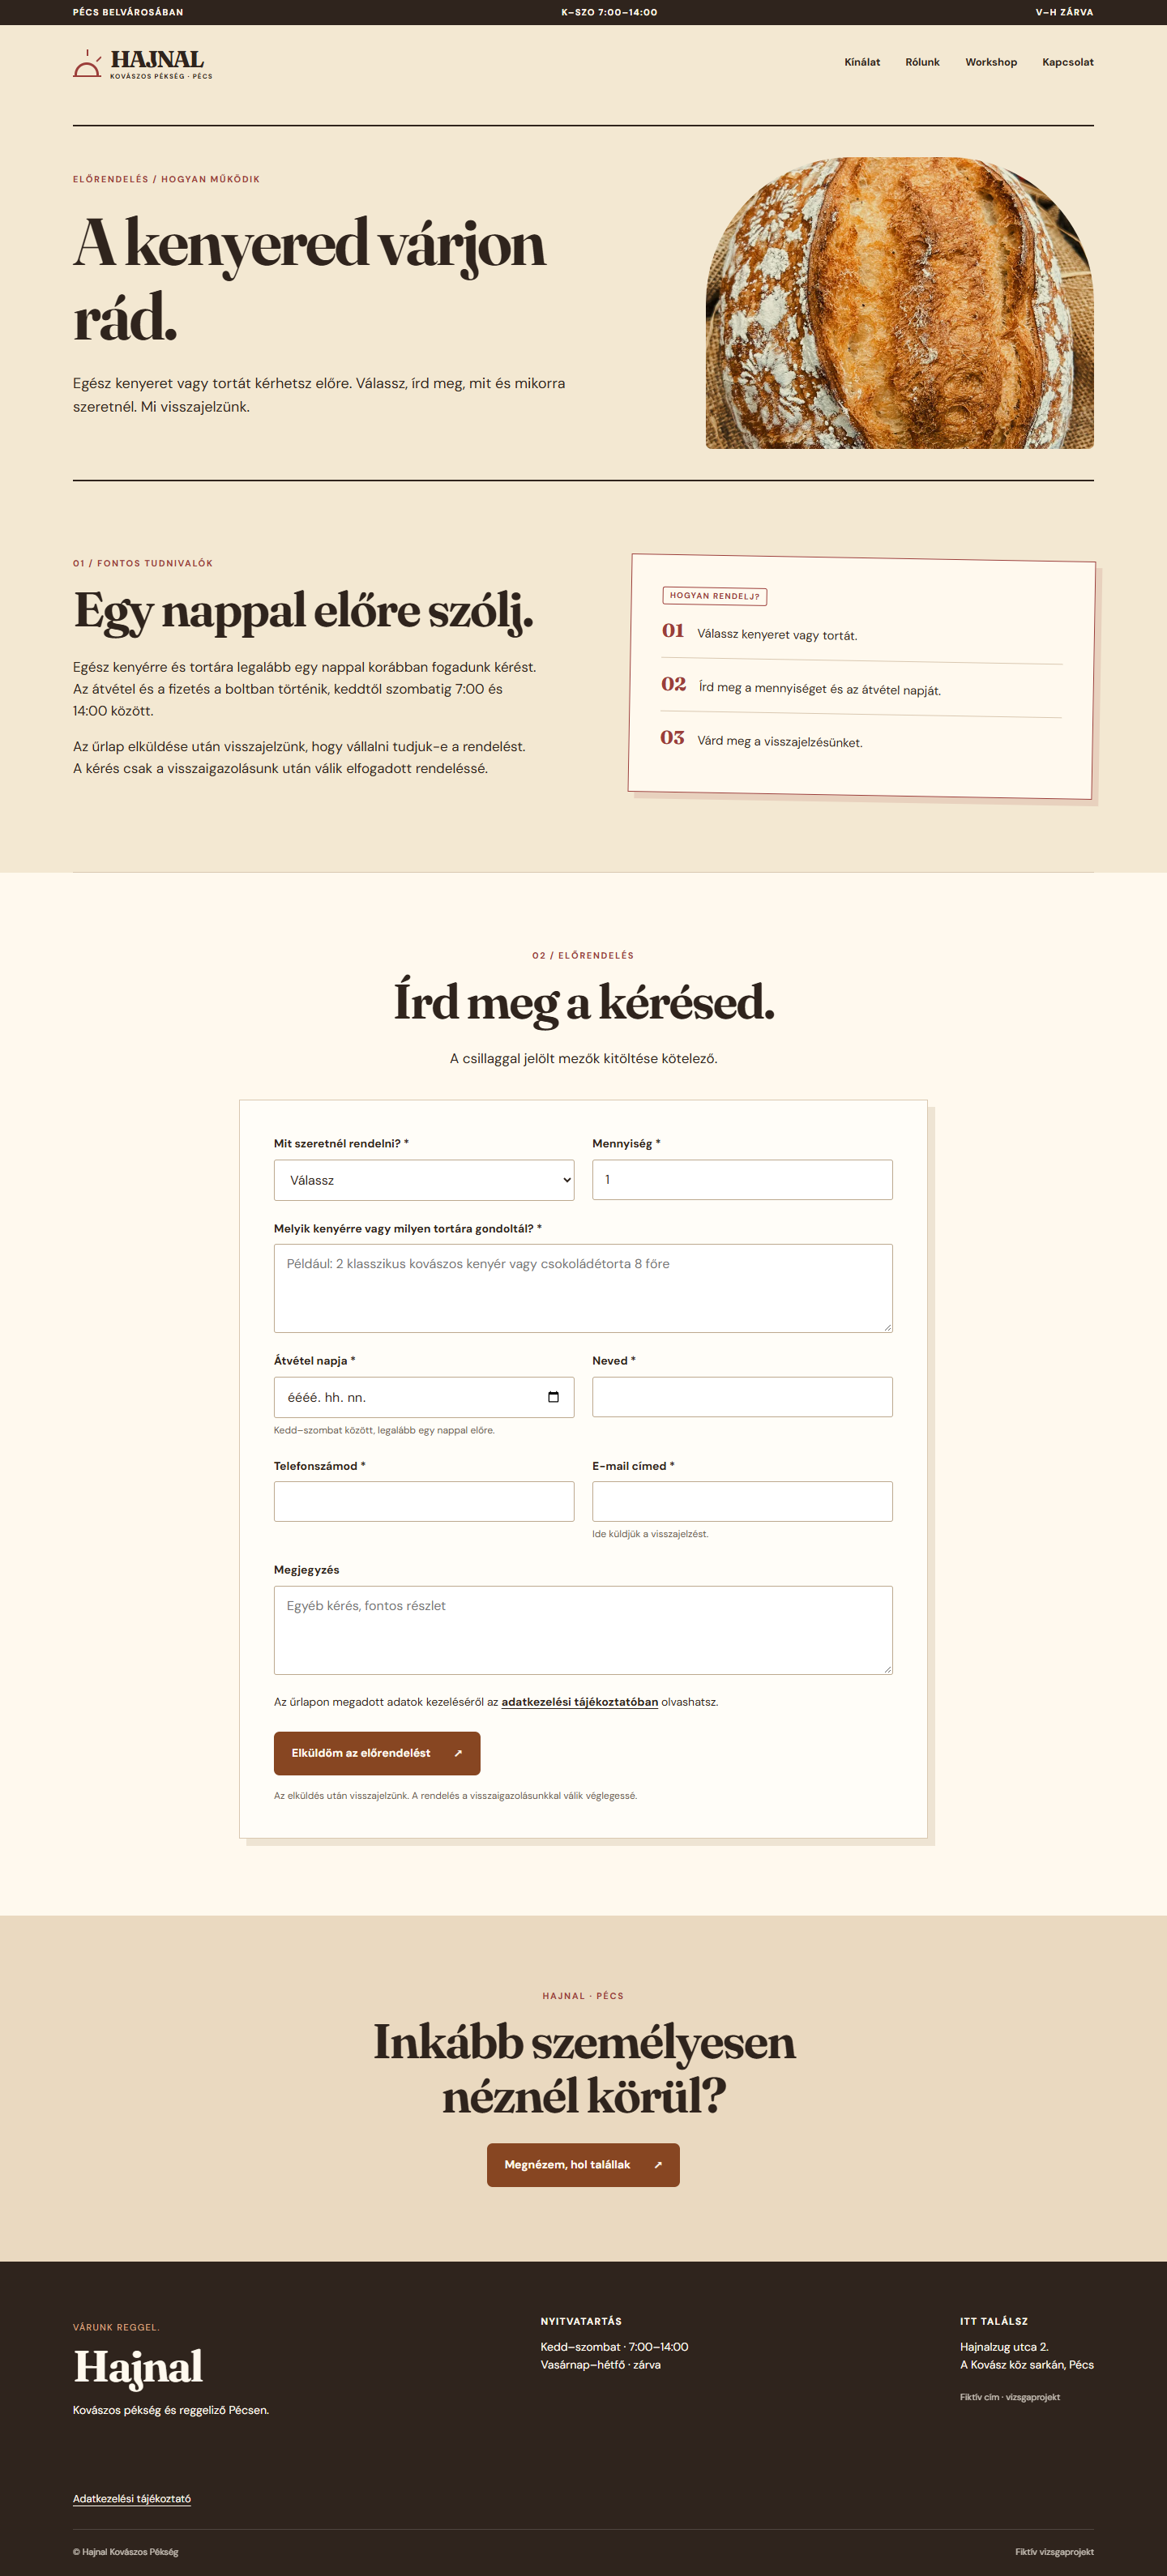 PÉCS BELVÁROSÁBAN
K–SZO 7:00–14:00
V–H ZÁRVA
HAJNAL
KOVÁSZOS PÉKSÉG · PÉCS
Kínálat
Rólunk
Workshop
Kapcsolat
ELŐRENDELÉS / HOGYAN MŰKÖDIK
A kenyered várjon
rád.
Egész kenyeret vagy tortát kérhetsz előre. Válassz, írd meg, mit és mikorra
szeretnél. Mi visszajelzünk.
01 / FONTOS TUDNIVALÓK
Egy nappal előre szólj.
Egész kenyérre és tortára legalább egy nappal korábban fogadunk kérést.
Az átvétel és a fizetés a boltban történik, keddtől szombatig 7:00 és
14:00 között.
Az űrlap elküldése után visszajelzünk, hogy vállalni tudjuk-e a rendelést.
A kérés csak a visszaigazolásunk után válik elfogadott rendeléssé.
HOGYAN RENDELJ?
01 Válassz kenyeret vagy tortát.
02 Írd meg a mennyiséget és az átvétel napját.
03 Várd meg a visszajelzésünket.
02 / ELŐRENDELÉS
Írd meg a kérésed.
A csillaggal jelölt mezők kitöltése kötelező.
Mit szeretnél rendelni? *
Mennyiség *
Válassz
1
Melyik kenyérre vagy milyen tortára gondoltál? *
Például: 2 klasszikus kovászos kenyér vagy csokoládétorta 8 főre
Átvétel napja *
Neved *
éééé. hh. nn.
Kedd–szombat között, legalább egy nappal előre.
Telefonszámod *
E-mail címed *
Ide küldjük a visszajelzést.
Megjegyzés
Egyéb kérés, fontos részlet
Az űrlapon megadott adatok kezeléséről az adatkezelési tájékoztatóban olvashatsz.
Elküldöm az előrendelést ↗
Az elküldés után visszajelzünk. A rendelés a visszaigazolásunkkal válik véglegessé.
HAJNAL · PÉCS
Inkább személyesen
néznél körül?
Megnézem, hol talállak ↗
VÁRUNK REGGEL.
Hajnal
Kovászos pékség és reggeliző Pécsen.
NYITVATARTÁS
Kedd–szombat · 7:00–14:00
Vasárnap–hétfő · zárva
ITT TALÁLSZ
Hajnalzug utca 2.
A Kovász köz sarkán, Pécs
Fiktív cím · vizsgaprojekt
Adatkezelési tájékoztató
© Hajnal Kovászos Pékség
Fiktív vizsgaprojekt